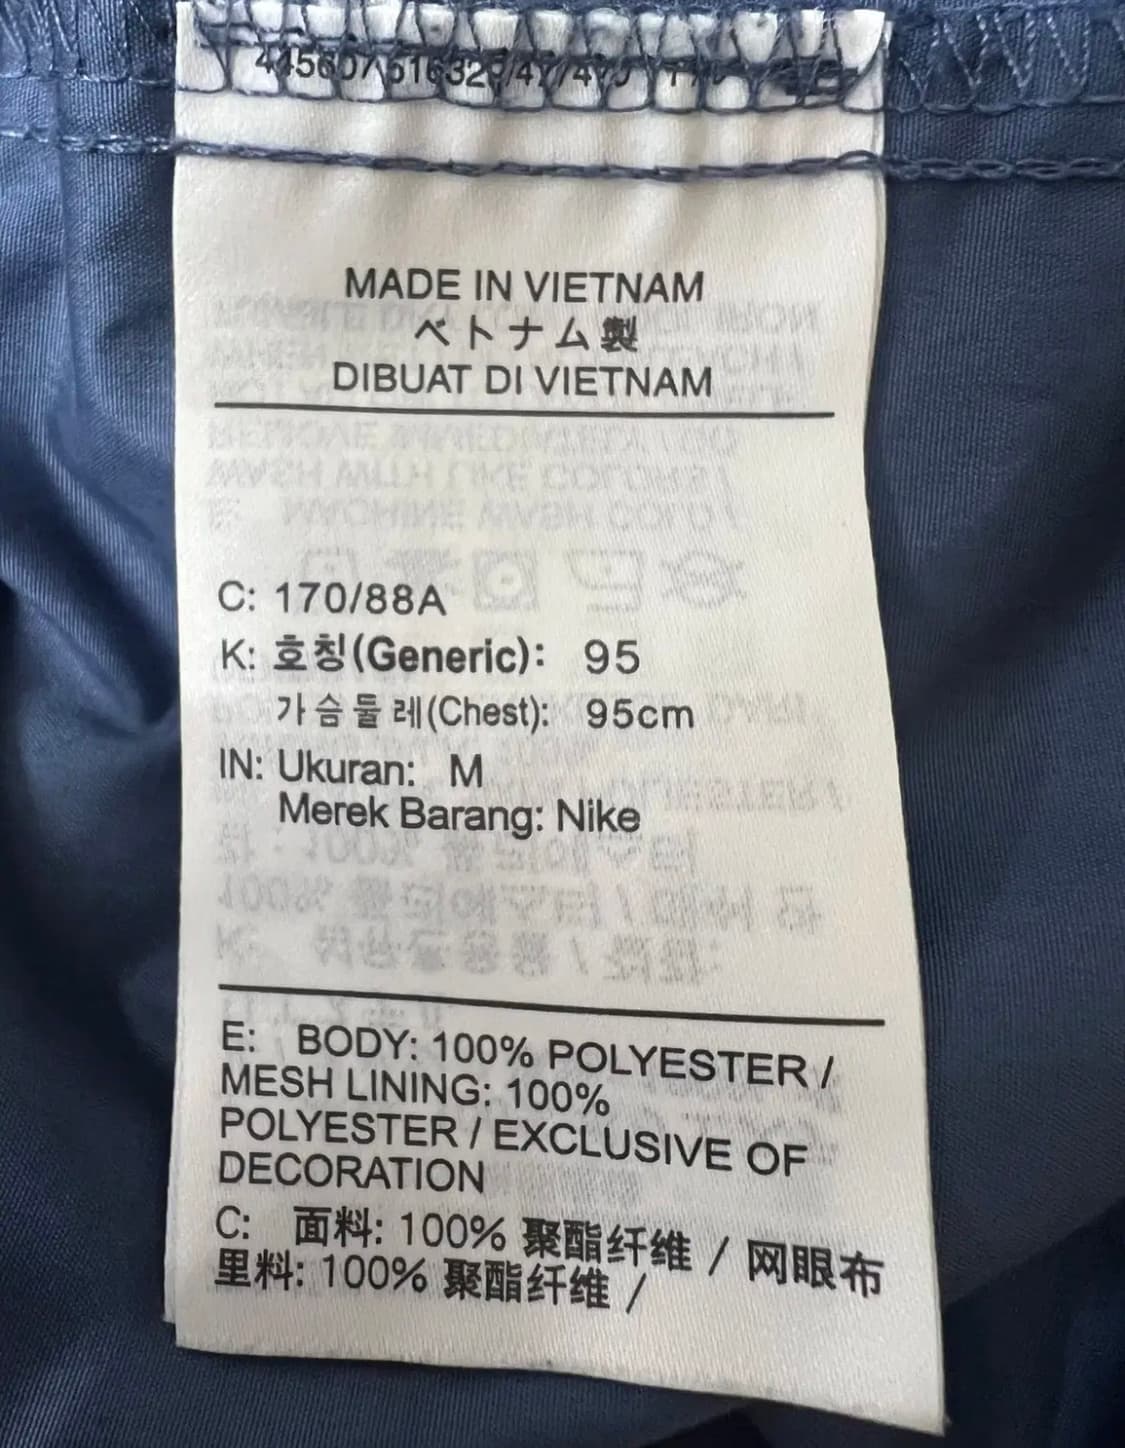 MADE IN VIETNAM
ベトナム製
DIBUAT DI VIETNAM
C: 170/88A
K: 호칭(Generic): 95
가슴둘레(Chest): 95cm
IN: Ukuran: M
Merek Barang: Nike
E: BODY: 100% POLYESTER /
MESH LINING: 100%
POLYESTER / EXCLUSIVE OF
DECORATION
C: 面料: 100% 聚酯纤维 / 网眼布
里料: 100% 聚酯纤维 /